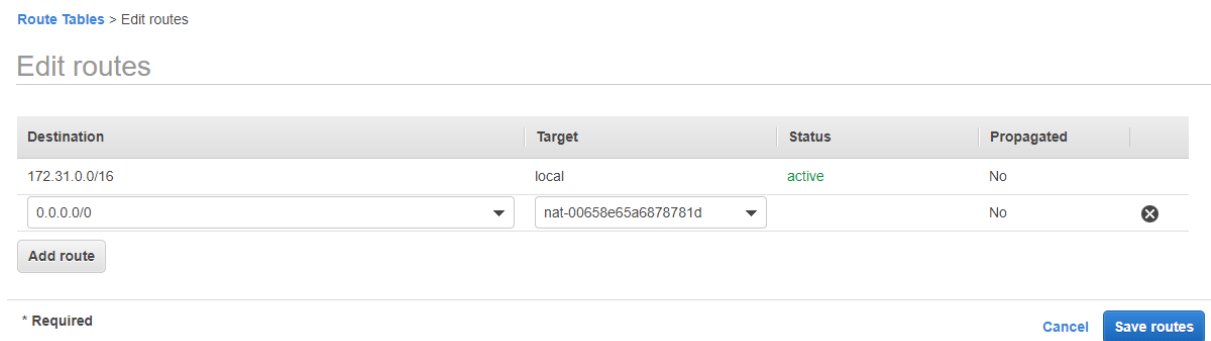 Route Tables > Edit routes
Edit routes
Destination Target Status Propagated
172.31.0.0/16 local active No
0.0.0.0/0 nat-00658e65a6878781d No
Add route
* Required Cancel Save routes